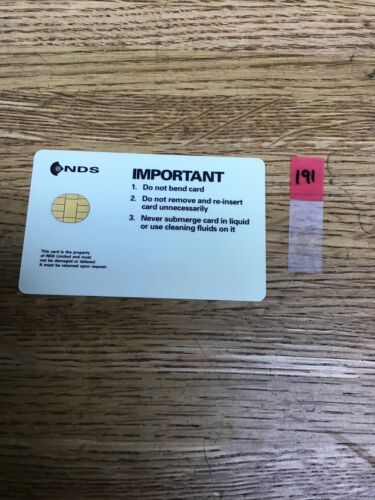 NDS
IMPORTANT
1. Do not bend card
2. Do not remove and re-insert
card unnecessarily
3. Never submerge card in liquid
or use cleaning fluids on it
This card is the property
of NDS Limited and must
not be damaged or defaced.
It must be returned upon request
191